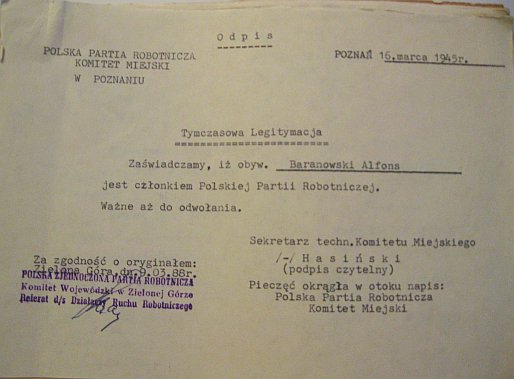 O d p i s
POLSKA PARTIA ROBOTNICZA
KOMITET MIEJSKI
W POZNANIU
POZNAŃ 16.marca 1945r.
Tymczasowa Legitymacja
Zaświadczamy, iż obyw. Baranowski Alfons
jest członkiem Polskiej Partii Robotniczej.
Ważne aż do odwołania.
Sekretarz techn.Komitetu Miejskiego
/-/ H a s i ń s k i
(podpis czytelny)
Pieczęć okrągła w otoku napis:
Polska Partia Robotnicza
Komitet Miejski
Za zgodność o oryginałem:
Zielona Góra,dn.9.03.88r.
POLSKA ZJEDNOCZONA PARTIA ROBOTNICZA
Komitet Wojewódzki w Zielonej Górze
Referat d/s Działaczy Ruchu Robotniczego